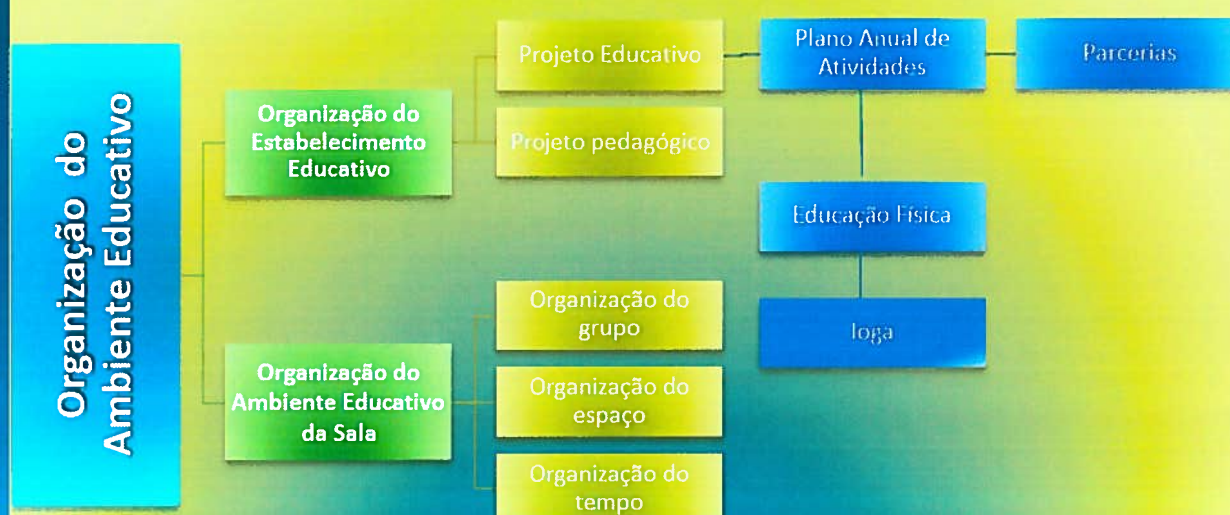 Organização do
Ambiente Educativo
Organização do
Estabelecimento
Educativo
Projeto Educativo
Projeto pedagógico
Plano Anual de
Atividades
Parcerias
Educação Física
Ioga
Organização do
Ambiente Educativo
da Sala
Organização do
grupo
Organização do
espaço
Organização do
tempo